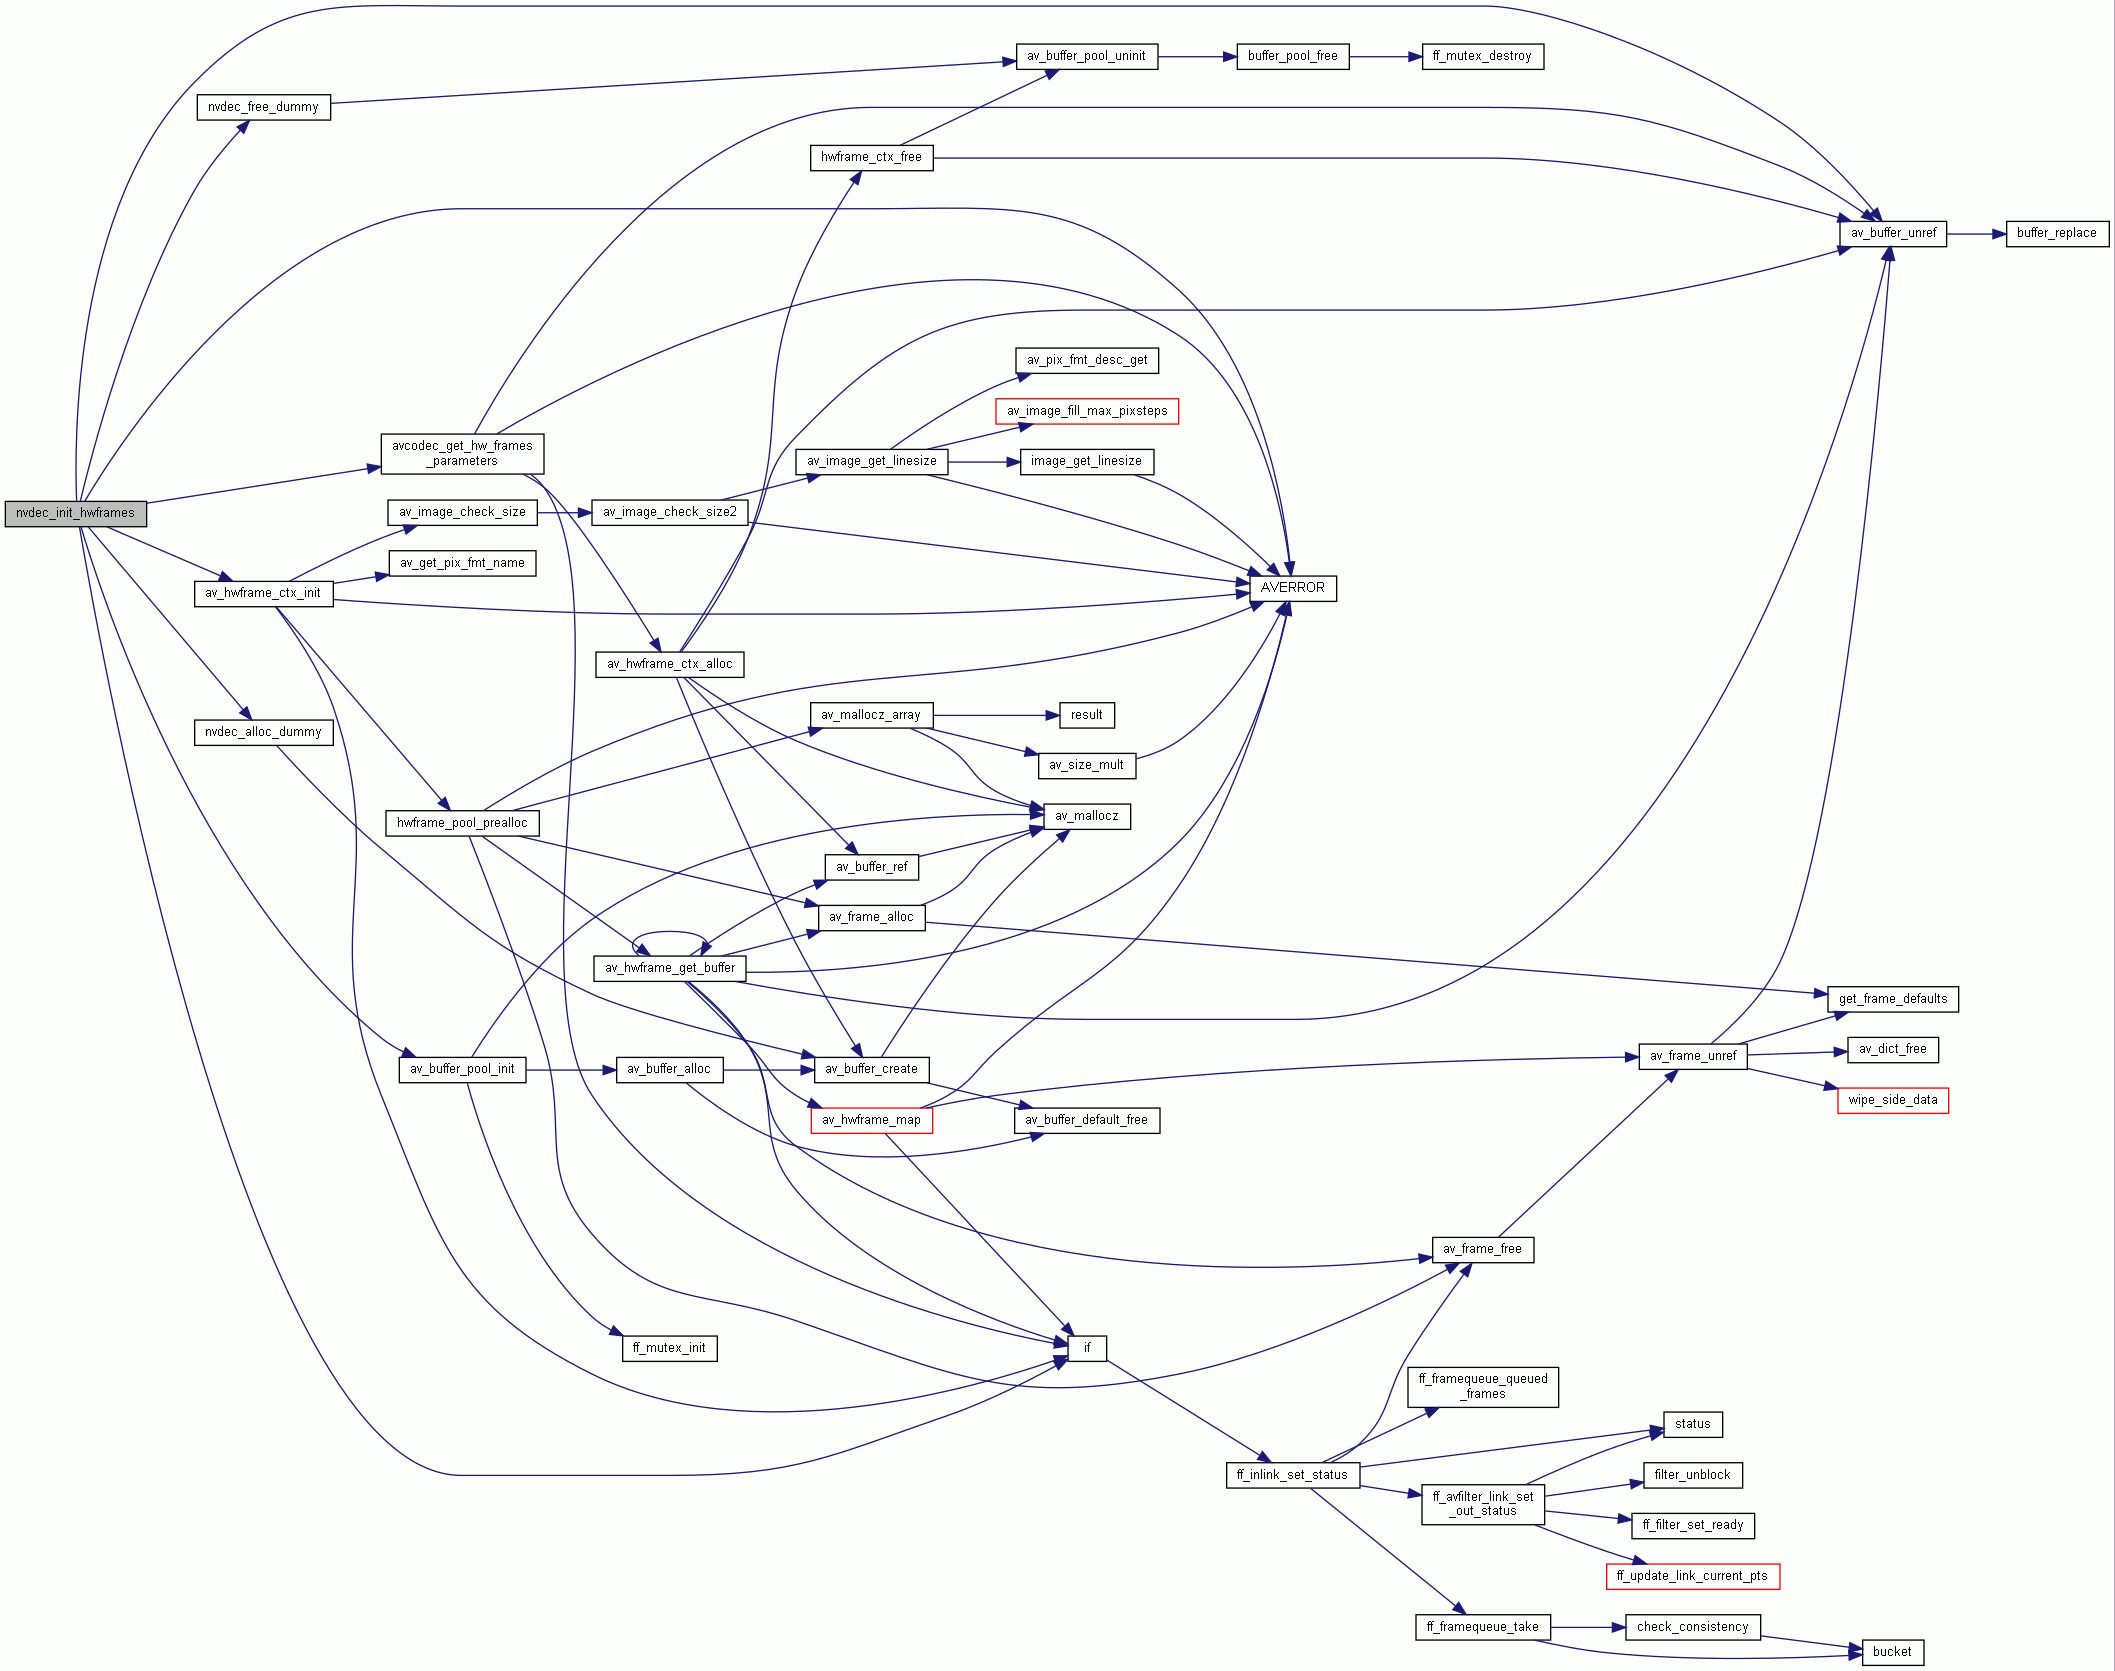 av_buffer_pool_uninit
buffer_pool_free
ff_mutex_destroy
nvdec_free_dummy
hwframe_ctx_free
av_buffer_unref
buffer_replace
av_pix_fmt_desc_get
av_image_fill_max_pixsteps
avcodec_get_hw_frames
_parameters
av_image_get_linesize
image_get_linesize
nvdec_init_hwframes
av_image_check_size
av_image_check_size2
av_get_pix_fmt_name
av_hwframe_ctx_init
AVERROR
av_hwframe_ctx_alloc
nvdec_alloc_dummy
av_mallocz_array
result
av_size_mult
hwframe_pool_prealloc
av_mallocz
av_buffer_ref
av_frame_alloc
av_hwframe_get_buffer
get_frame_defaults
av_frame_unref
av_dict_free
av_buffer_pool_init
av_buffer_alloc
av_buffer_create
wipe_side_data
av_hwframe_map
av_buffer_default_free
av_frame_free
ff_mutex_init
if
ff_framequeue_queued
_frames
status
ff_inlink_set_status
filter_unblock
ff_avfilter_link_set
_out_status
ff_filter_set_ready
ff_update_link_current_pts
ff_framequeue_take
check_consistency
bucket